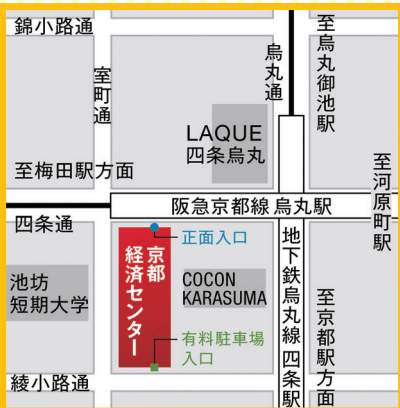 錦小路通
室町通
烏丸通
至烏丸御池駅
LAQUE
四条烏丸
至梅田駅方面
至河原町駅
阪急京都線 烏丸駅
四条通
正面入口
京都
経済センター
池坊
短期大学
COCON
KARASUMA
地下鉄烏丸線 四条駅
至京都駅方面
有料駐車場
入口
綾小路通